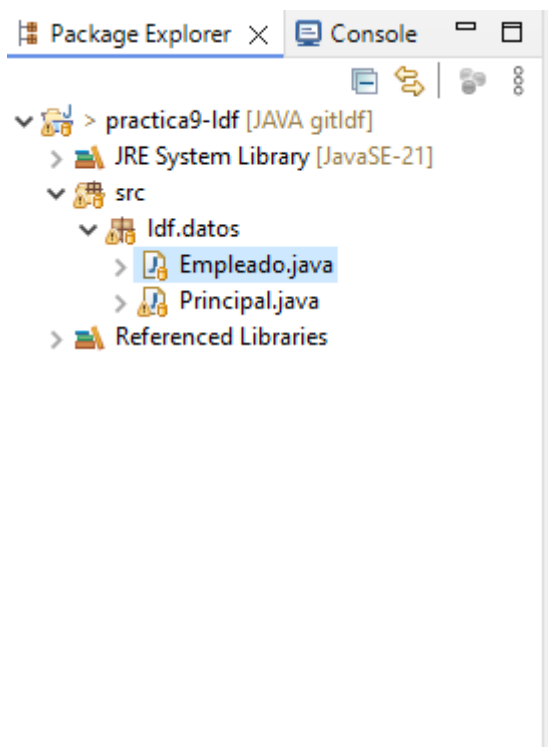 Package Explorer Console
> practica9-ldf [JAVA gitldf]
JRE System Library [JavaSE-21]
src
ldf.datos
Empleado.java
Principal.java
Referenced Libraries